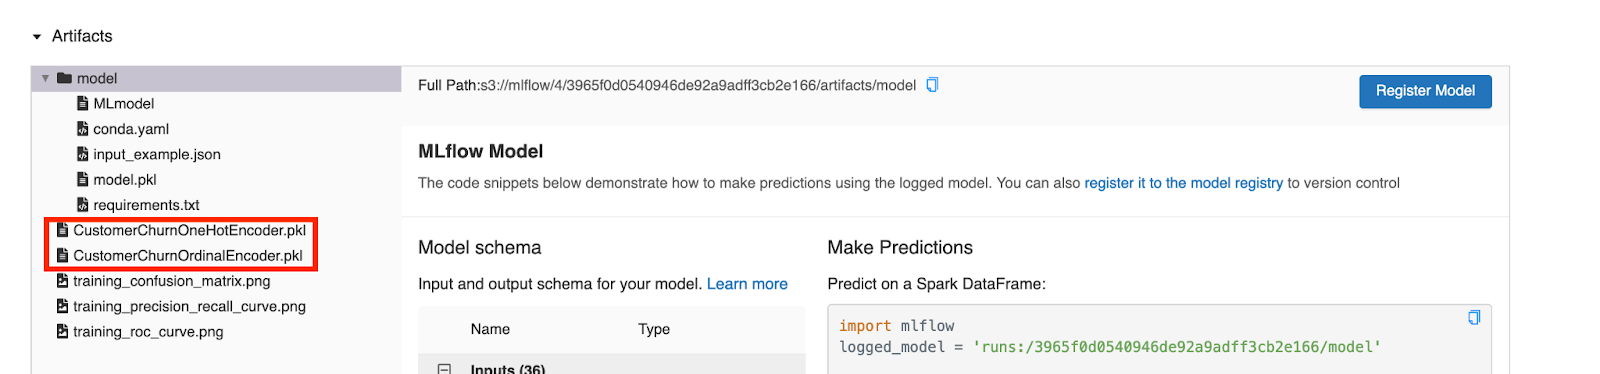 Artifacts
model
MLmodel
conda.yaml
input_example.json
model.pkl
requirements.txt
CustomerChurnOneHotEncoder.pkl
CustomerChurnOrdinalEncoder.pkl
training_confusion_matrix.png
training_precision_recall_curve.png
training_roc_curve.png
Full Path:s3://mlflow/4/3965f0d0540946de92a9adff3cb2e166/artifacts/model
Register Model
MLflow Model
The code snippets below demonstrate how to make predictions using the logged model. You can also register it to the model registry to version control
Model schema
Input and output schema for your model. Learn more
Name Type
Inputs (36)
Make Predictions
Predict on a Spark DataFrame:
import mlflow
logged_model = 'runs:/3965f0d0540946de92a9adff3cb2e166/model'